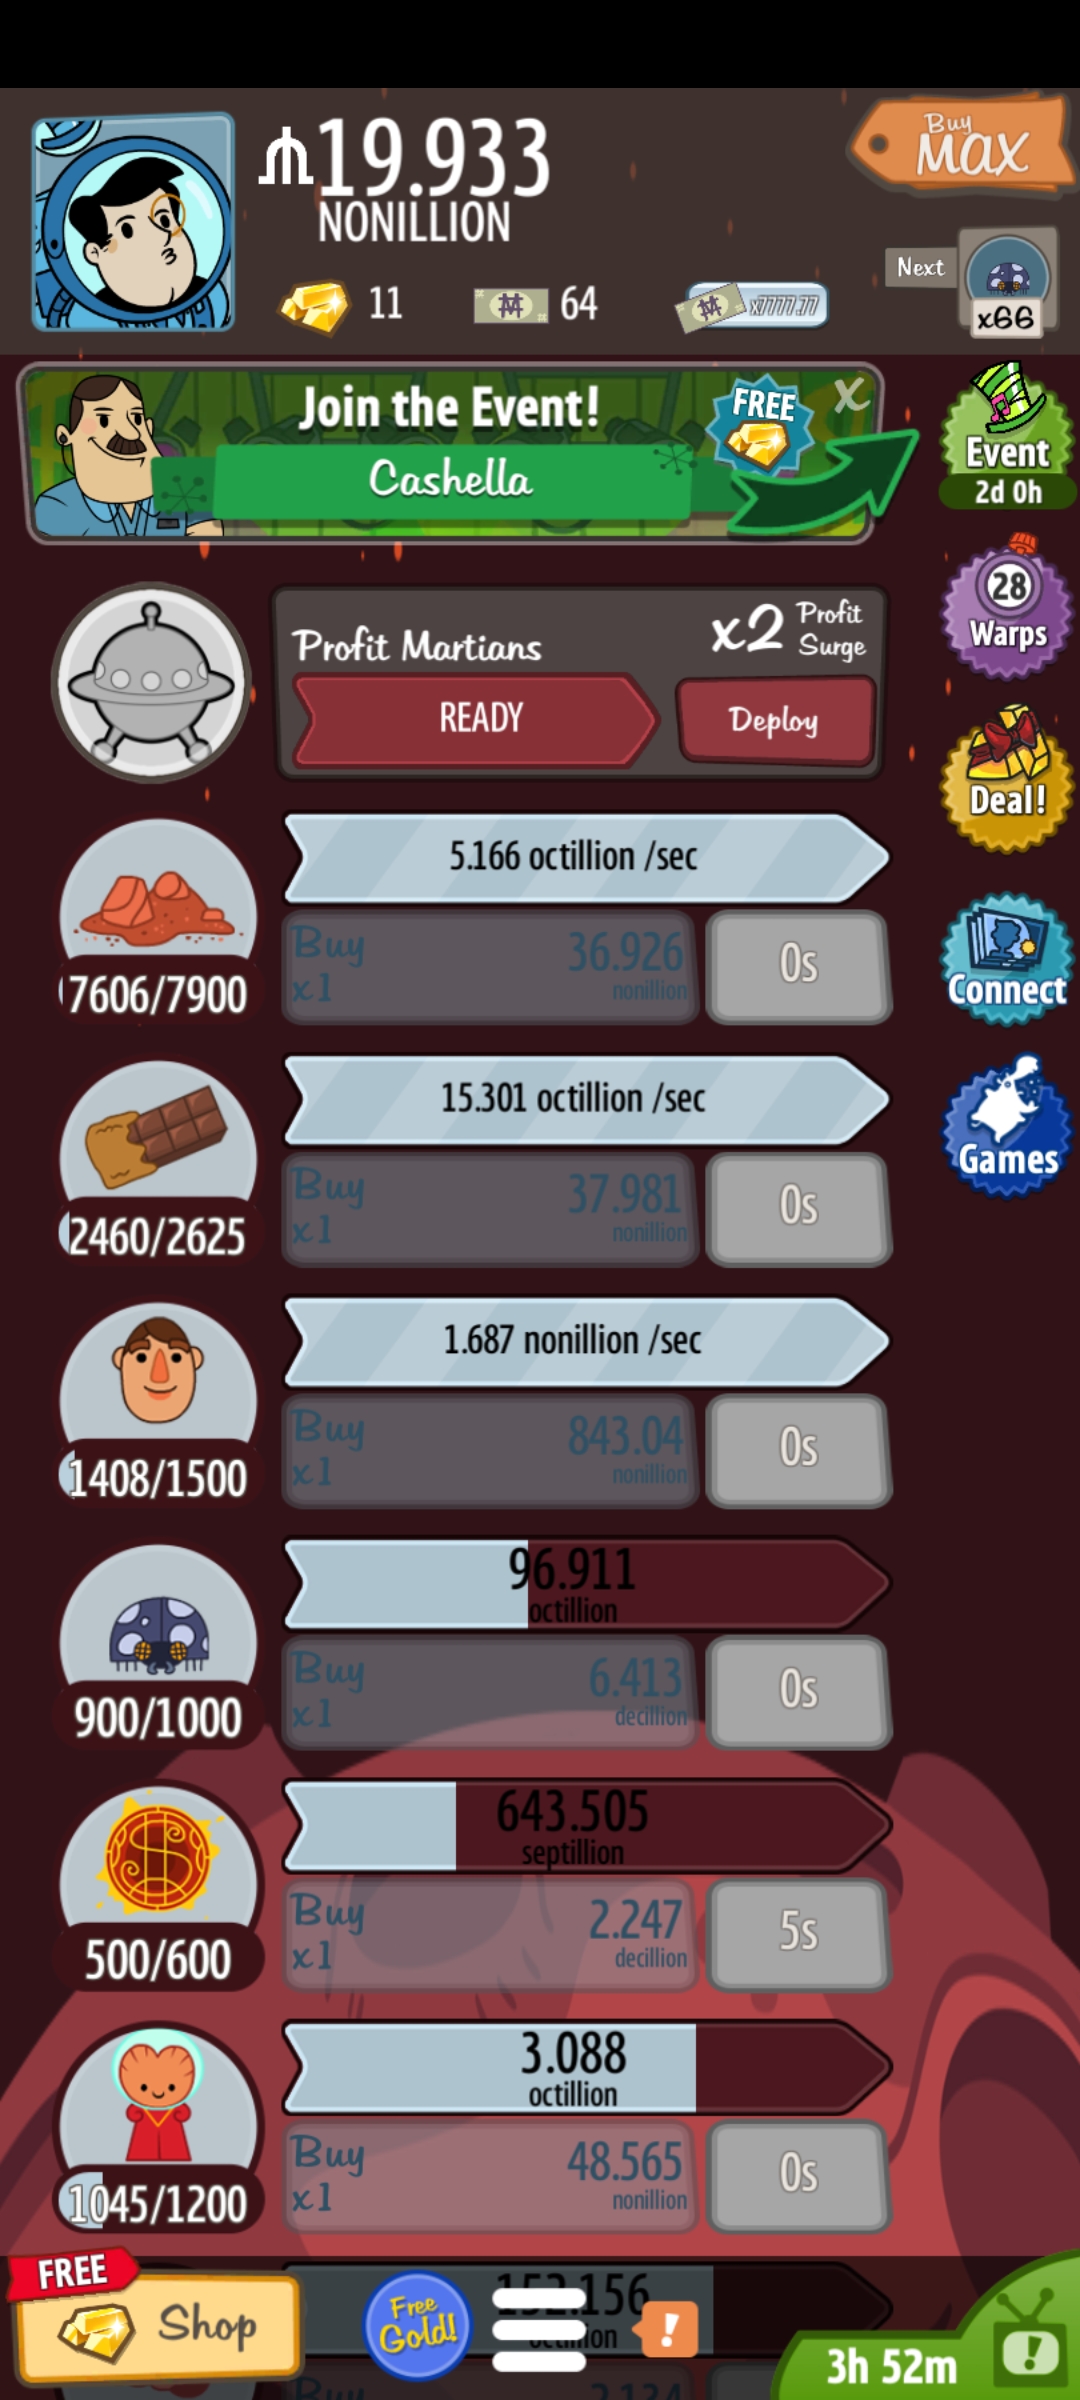 19.933
NONILLION
Buy
MAX
11
64
x7777.77
Next
x66
Join the Event!
Cashella
FREE
X
Event
2d 0h
28
Warps
Profit Martians
x2 Profit
Surge
READY
Deploy
Deal!
5.166 octillion /sec
7606/7900
Buy
x1
36.926
nonillion
0s
Connect
15.301 octillion /sec
2460/2625
Buy
x1
37.981
nonillion
0s
Games
1.687 nonillion /sec
1408/1500
Buy
x1
843.04
nonillion
0s
96.911
octillion
900/1000
Buy
x1
6.413
decillion
0s
643.505
septillion
500/600
Buy
x1
2.247
decillion
5s
3.088
octillion
1045/1200
Buy
x1
48.565
nonillion
0s
FREE
Shop
Free
Gold!
152.156
octillion
!
3h 52m
!
Buy
2.134